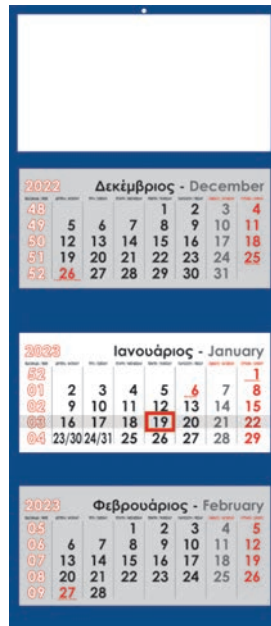 2022 Δεκέμβριος - December
48 1 2 3 4
49 5 6 7 8 9 10 11
50 12 13 14 15 16 17 18
51 19 20 21 22 23 24 25
52 26 27 28 29 30 31
2023 Ιανουάριος - January
52 1
01 2 3 4 5 6 7 8
02 9 10 11 12 13 14 15
03 16 17 18 19 20 21 22
04 23/30 24/31 25 26 27 28 29
2023 Φεβρουάριος - February
05 1 2 3 4 5
06 6 7 8 9 10 11 12
07 13 14 15 16 17 18 19
08 20 21 22 23 24 25 26
09 27 28